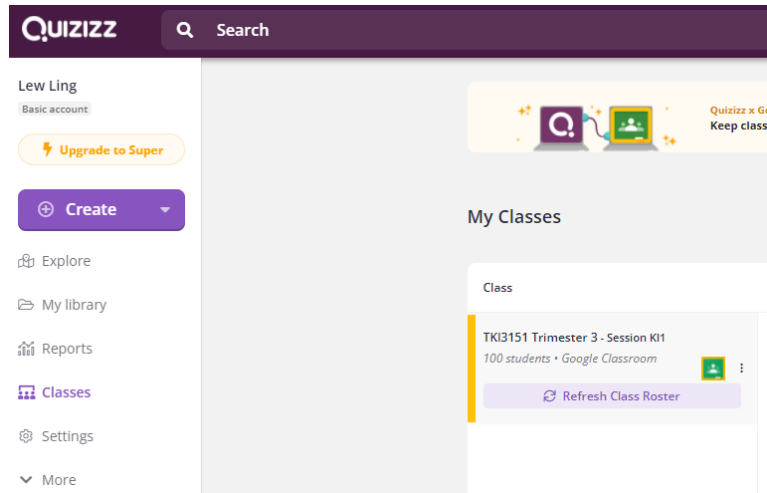 QUIZIZZ
Search
Lew Ling
Basic account
Upgrade to Super
Create
Explore
My library
Reports
Classes
Settings
More
Quizizz x
Keep class
My Classes
Class
TKI3151 Trimester 3 - Session KI1
100 students • Google Classroom
Refresh Class Roster